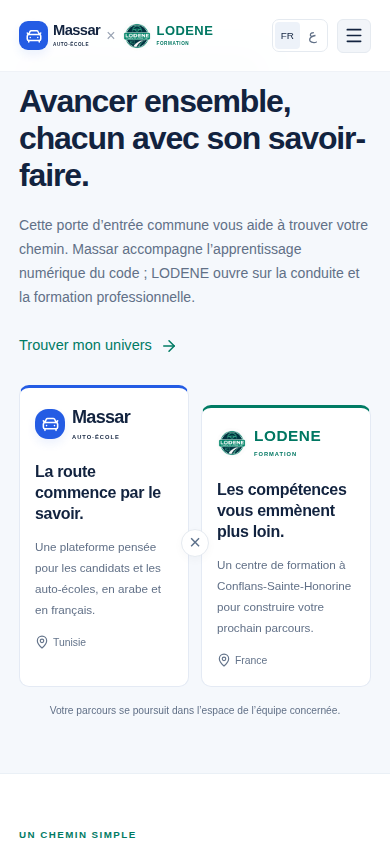 Massar
AUTO-ÉCOLE
×
LODENE
LODENE
FORMATION
FR
ع
Avancer ensemble,
chacun avec son savoir-
faire.
Cette porte d'entrée commune vous aide à trouver votre
chemin. Massar accompagne l'apprentissage
numérique du code ; LODENE ouvre sur la conduite et
la formation professionnelle.
Trouver mon univers
Massar
AUTO-ÉCOLE
La route
commence par le
savoir.
Une plateforme pensée
pour les candidats et les
auto-écoles, en arabe et
en français.
Tunisie
×
LODENE
LODENE
FORMATION
Les compétences
vous emmènent
plus loin.
Un centre de formation à
Conflans-Sainte-Honorine
pour construire votre
prochain parcours.
France
Votre parcours se poursuit dans l'espace de l'équipe concernée.
UN CHEMIN SIMPLE